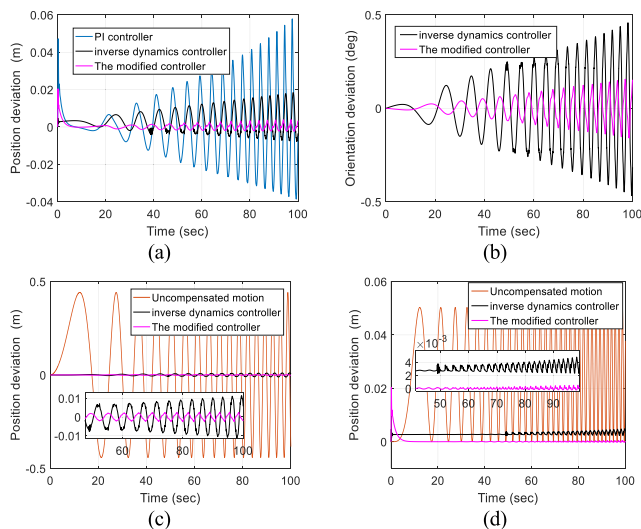 0.06
0.04
0.02
0
-0.02
-0.04
Position deviation (m)
PI controller
inverse dynamics controller
The modified controller
0 20 40 60 80 100
Time (sec)
(a)
0.5
0
-0.5
Orientation deviation (deg)
inverse dynamics controller
The modified controller
0 20 40 60 80 100
Time (sec)
(b)
0.5
0
-0.5
Position deviation (m)
Uncompensated motion
inverse dynamics controller
The modified controller
0.01
0
-0.01
60 80 100
0 20 40 60 80 100
Time (sec)
(c)
0.06
0.04
0.02
0
Position deviation (m)
Uncompensated motion
inverse dynamics controller
The modified controller
×10-3
4
2
0
50 60 70 80 90
0 20 40 60 80 100
Time (sec)
(d)